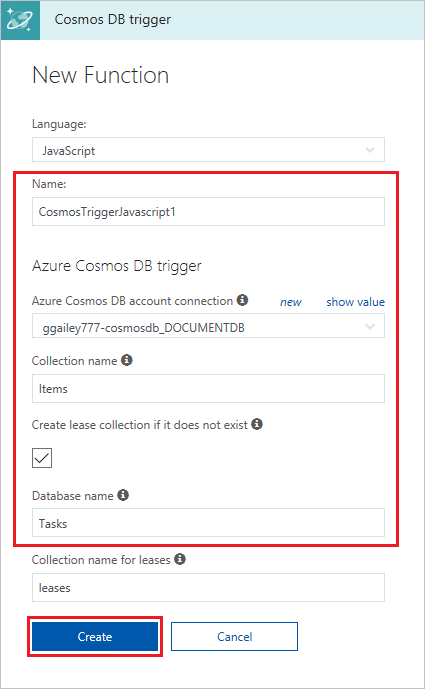 Cosmos DB trigger
New Function
Language:
JavaScript
Name:
CosmosTriggerJavascript1
Azure Cosmos DB trigger
Azure Cosmos DB account connection new show value
ggailey777-cosmosdb_DOCUMENTDB
Collection name
Items
Create lease collection if it does not exist
Database name
Tasks
Collection name for leases
leases
Create Cancel